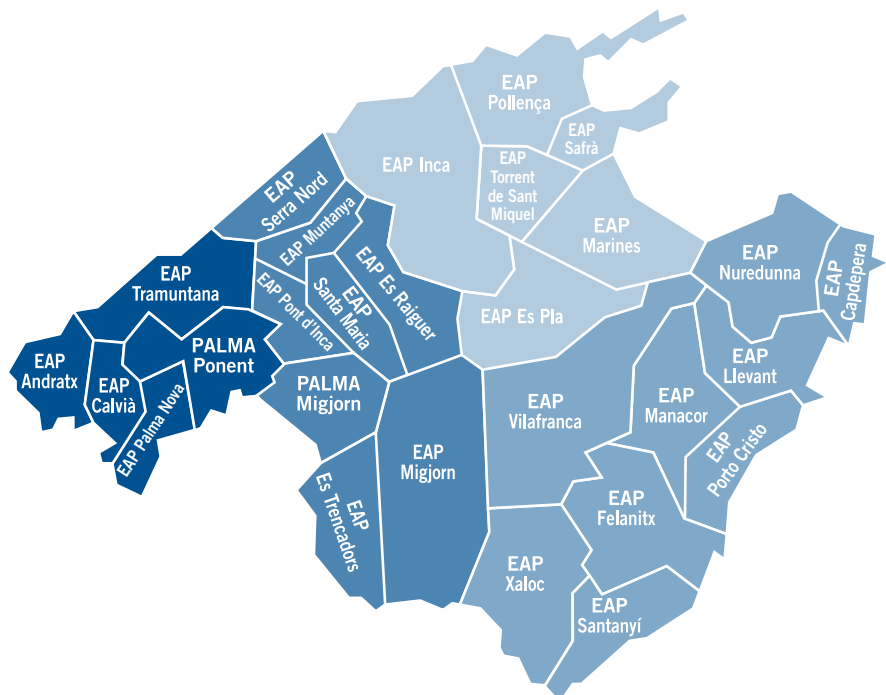 EAP
Pollença
EAP
Safrà
EAP Inca
EAP
Torrent
de Sant
Miquel
EAP
Serra Nord
EAP Muntanya
EAP
Marines
EAP
Nuredunna
EAP
Capdepera
EAP
Tramuntana
EAP Pont d'Inca
EAP
Santa Maria
EAP Es Raiguer
EAP Es Pla
PALMA
Ponent
EAP
Andratx
EAP
Calvià
EAP Palma Nova
PALMA
Migjorn
EAP
Llevant
EAP
Manacor
EAP
Vilafranca
EAP
Porto Cristo
EAP
Migjorn
EAP
Es Trencadors
EAP
Felanitx
EAP
Xaloc
EAP
Santanyí